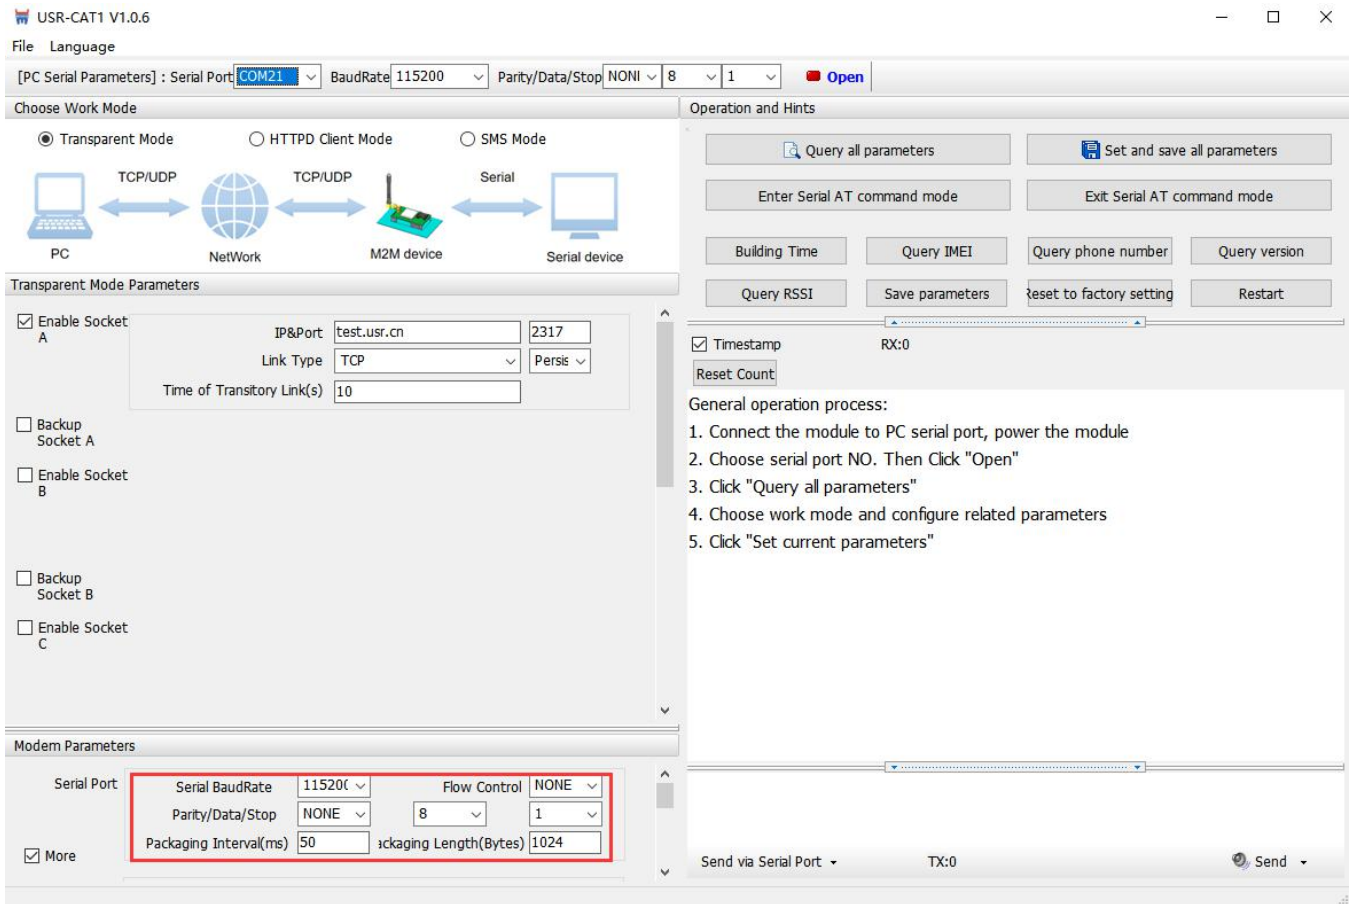 USR-CAT1 V1.0.6
File Language
[PC Serial Parameters] : Serial Port COM21 BaudRate 115200 Parity/Data/Stop NONI 8 1 Open
Choose Work Mode
Transparent Mode HTTPD Client Mode SMS Mode
TCP/UDP TCP/UDP Serial
PC NetWork M2M device Serial device
Transparent Mode Parameters
Enable Socket
A
IP&Port test.usr.cn 2317
Link Type TCP Persis
Time of Transitory Link(s) 10
Backup
Socket A
Enable Socket
B
Backup
Socket B
Enable Socket
C
Modem Parameters
Serial Port
Serial BaudRate 11520( Flow Control NONE
Parity/Data/Stop NONE 8 1
Packaging Interval(ms) 50 ackaging Length(Bytes) 1024
More
Operation and Hints
Query all parameters Set and save all parameters
Enter Serial AT command mode Exit Serial AT command mode
Building Time Query IMEI Query phone number Query version
Query RSSI Save parameters Reset to factory setting Restart
Timestamp RX:0
Reset Count
General operation process:
1. Connect the module to PC serial port, power the module
2. Choose serial port NO. Then Click "Open"
3. Click "Query all parameters"
4. Choose work mode and configure related parameters
5. Click "Set current parameters"
Send via Serial Port TX:0 Send